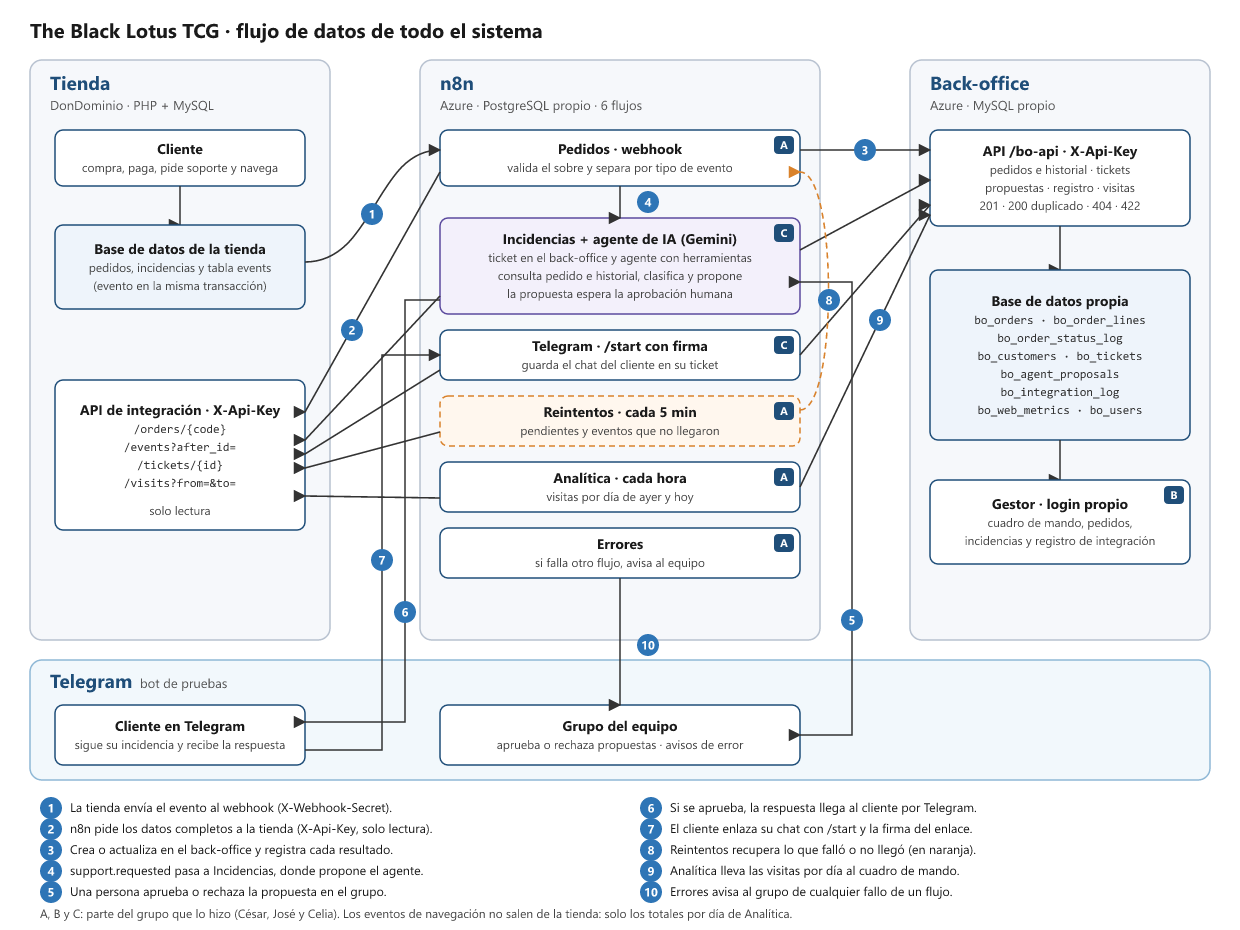 The Black Lotus TCG · flujo de datos de todo el sistema
Tienda
DonDominio · PHP + MySQL
Cliente
compra, paga, pide soporte y navega
Base de datos de la tienda
pedidos, incidencias y tabla events
(evento en la misma transacción)
API de integración · X-Api-Key
/orders/{code}
/events?after_id=
/tickets/{id}
/visits?from=&to=
solo lectura
1
2
7
6
n8n
Azure · PostgreSQL propio · 6 flujos
Pedidos · webhook
A
valida el sobre y separa por tipo de evento
4
Incidencias + agente de IA (Gemini)
C
ticket en el back-office y agente con herramientas
consulta pedido e historial, clasifica y propone
la propuesta espera la aprobación humana
Telegram · /start con firma
C
guarda el chat del cliente en su ticket
Reintentos · cada 5 min
A
pendientes y eventos que no llegaron
Analítica · cada hora
A
visitas por día de ayer y hoy
Errores
A
si falla otro flujo, avisa al equipo
10
3
8
9
5
Back-office
Azure · MySQL propio
API /bo-api · X-Api-Key
pedidos e historial · tickets
propuestas · registro · visitas
201 · 200 duplicado · 404 · 422
Base de datos propia
bo_orders · bo_order_lines
bo_order_status_log
bo_customers · bo_tickets
bo_agent_proposals
bo_integration_log
bo_web_metrics · bo_users
Gestor · login propio
B
cuadro de mando, pedidos,
incidencias y registro de integración
Telegram bot de pruebas
Cliente en Telegram
sigue su incidencia y recibe la respuesta
Grupo del equipo
aprueba o rechaza propuestas · avisos de error
1 La tienda envía el evento al webhook (X-Webhook-Secret).
2 n8n pide los datos completos a la tienda (X-Api-Key, solo lectura).
3 Crea o actualiza en el back-office y registra cada resultado.
4 support.requested pasa a Incidencias, donde propone el agente.
5 Una persona aprueba o rechaza la propuesta en el grupo.
6 Si se aprueba, la respuesta llega al cliente por Telegram.
7 El cliente enlaza su chat con /start y la firma del enlace.
8 Reintentos recupera lo que falló o no llegó (en naranja).
9 Analítica lleva las visitas por día al cuadro de mando.
10 Errores avisa al grupo de cualquier fallo de un flujo.
A, B y C: parte del grupo que lo hizo (César, José y Celia). Los eventos de navegación no salen de la tienda: solo los totales por día de Analítica.